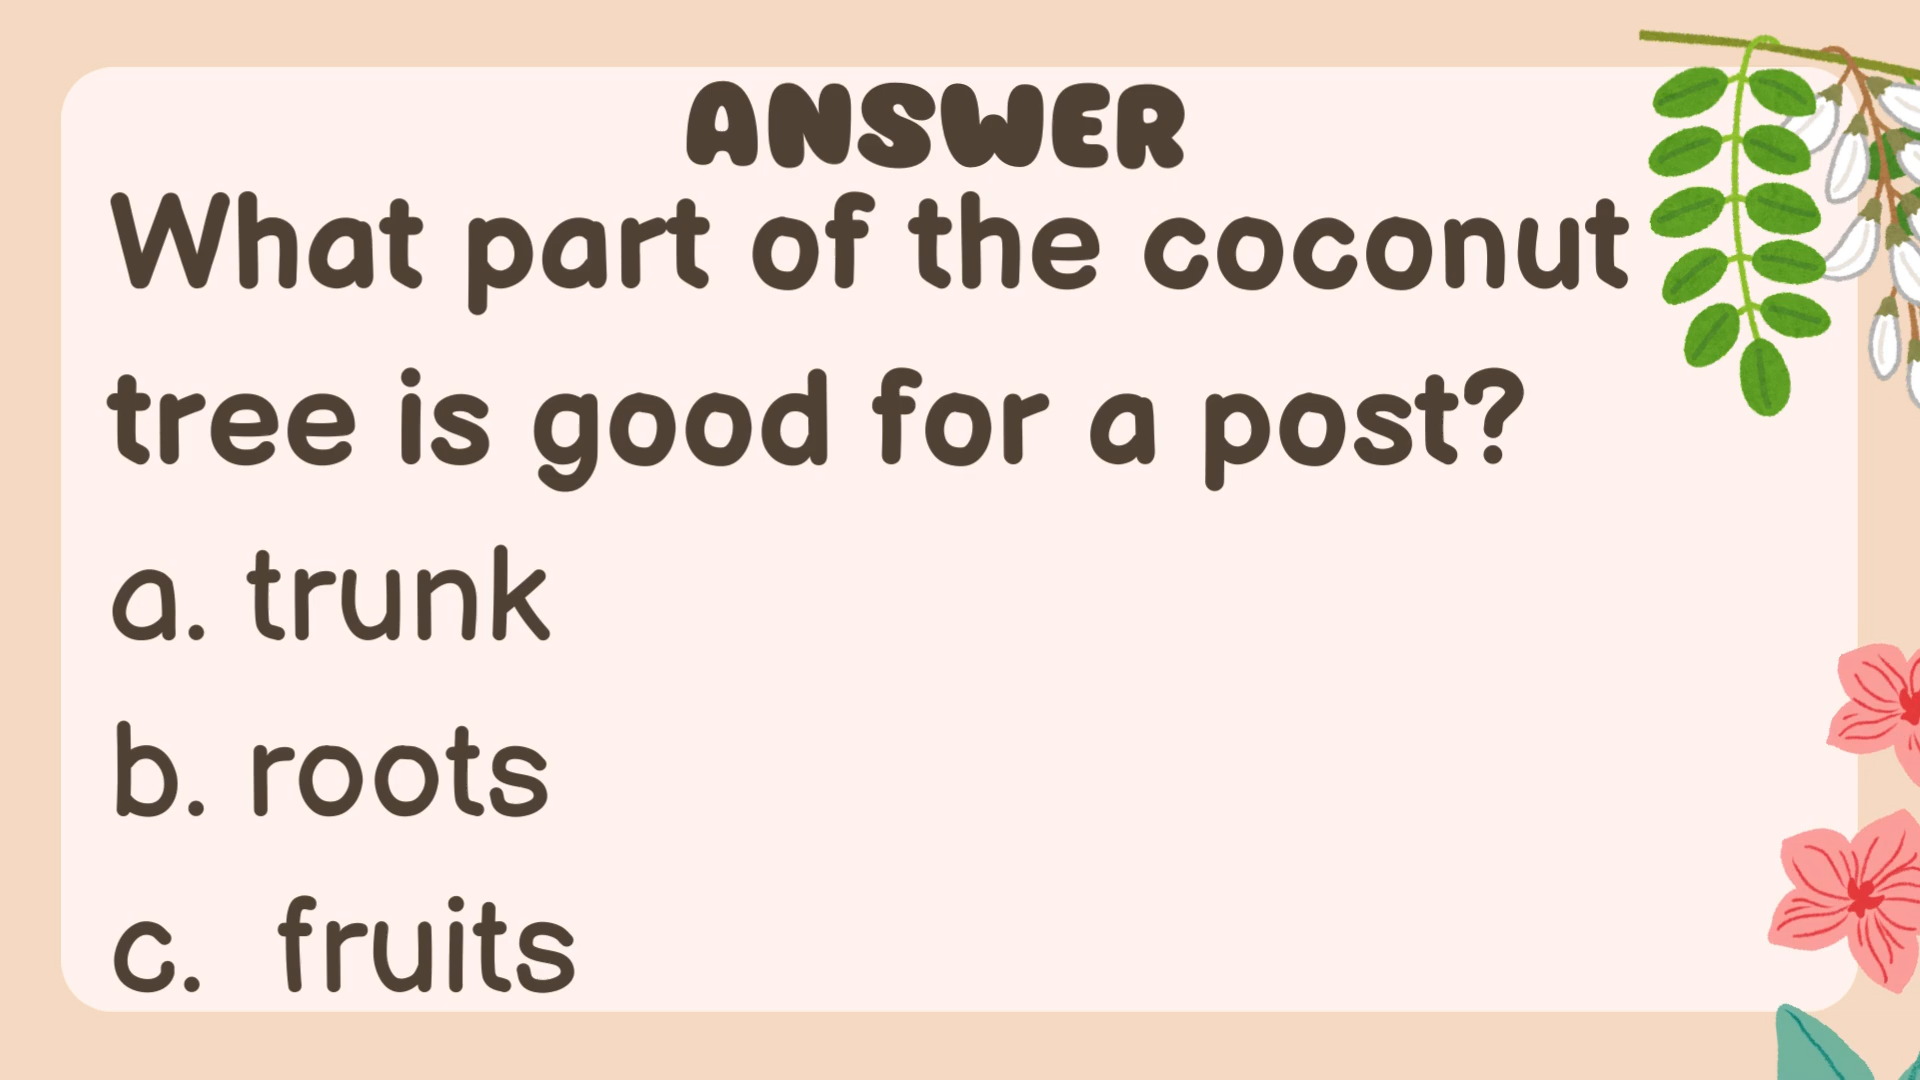 ANSWER
What part of the coconut
tree is good for a post?
a. trunk
b. roots
c. fruits